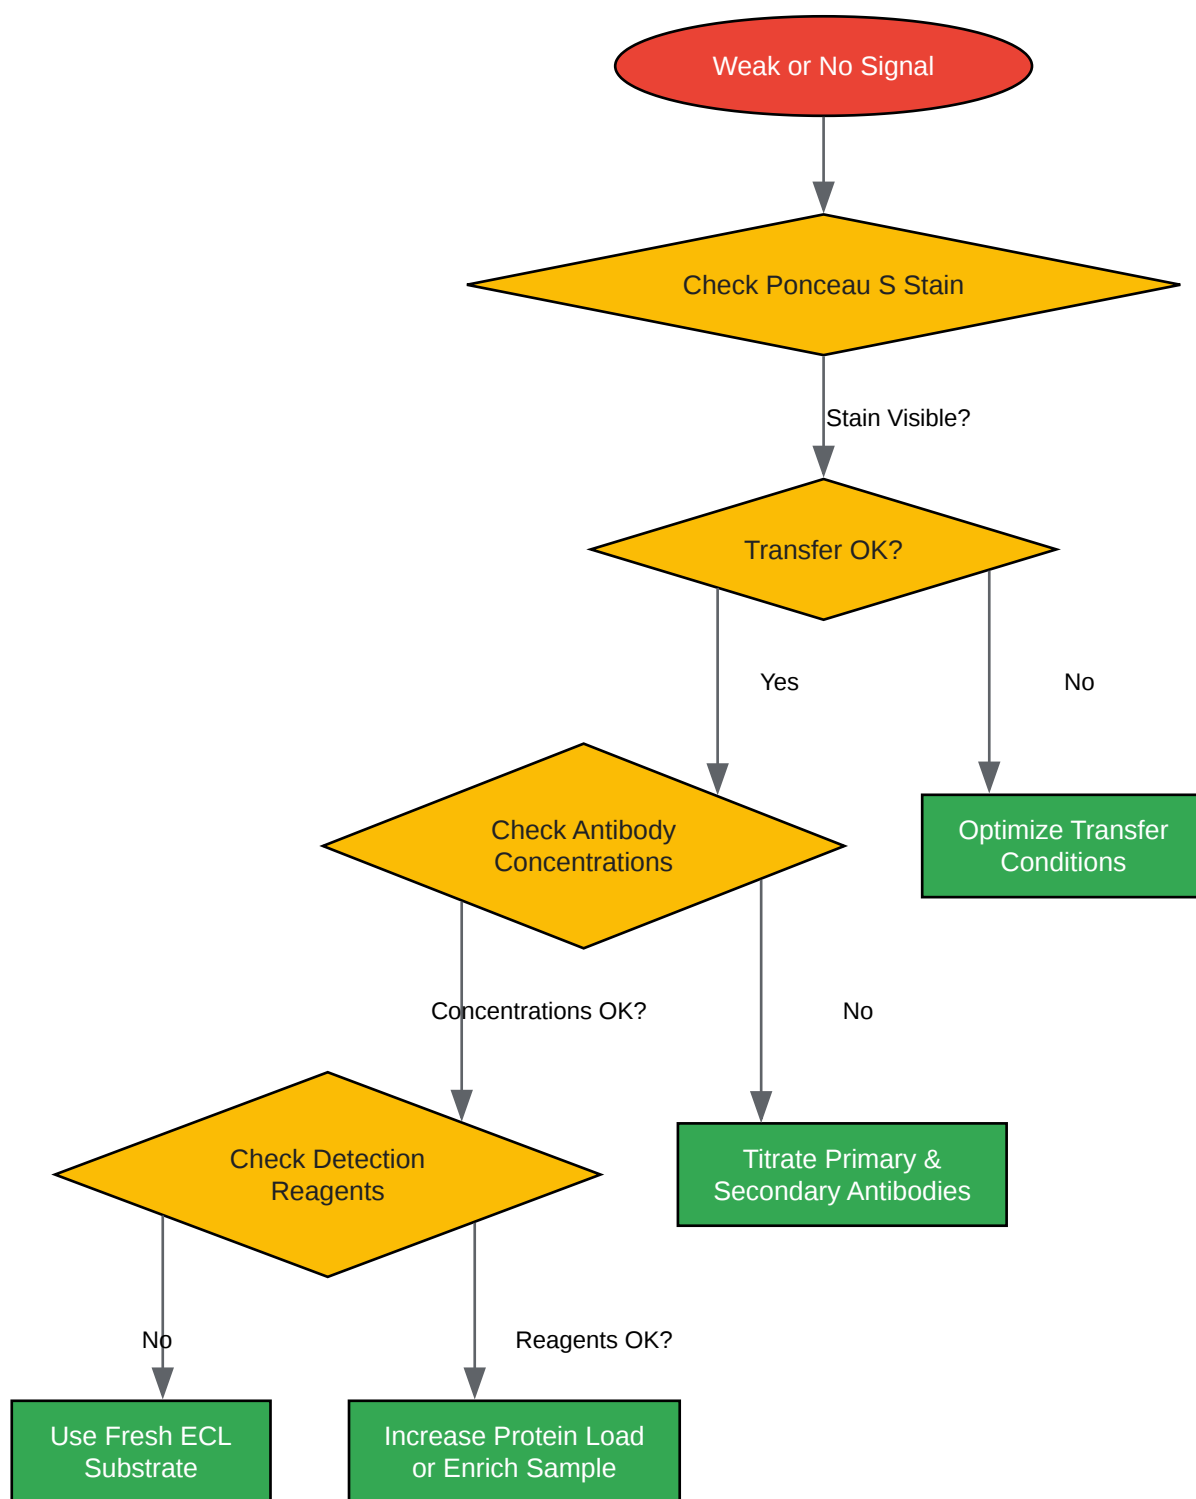 Weak or No Signal
Check Ponceau S Stain
Stain Visible?
Transfer OK?
Yes
No
Check Antibody
Concentrations
Optimize Transfer
Conditions
Concentrations OK?
No
Check Detection
Reagents
Titrate Primary &
Secondary Antibodies
No
Reagents OK?
Use Fresh ECL
Substrate
Increase Protein Load
or Enrich Sample